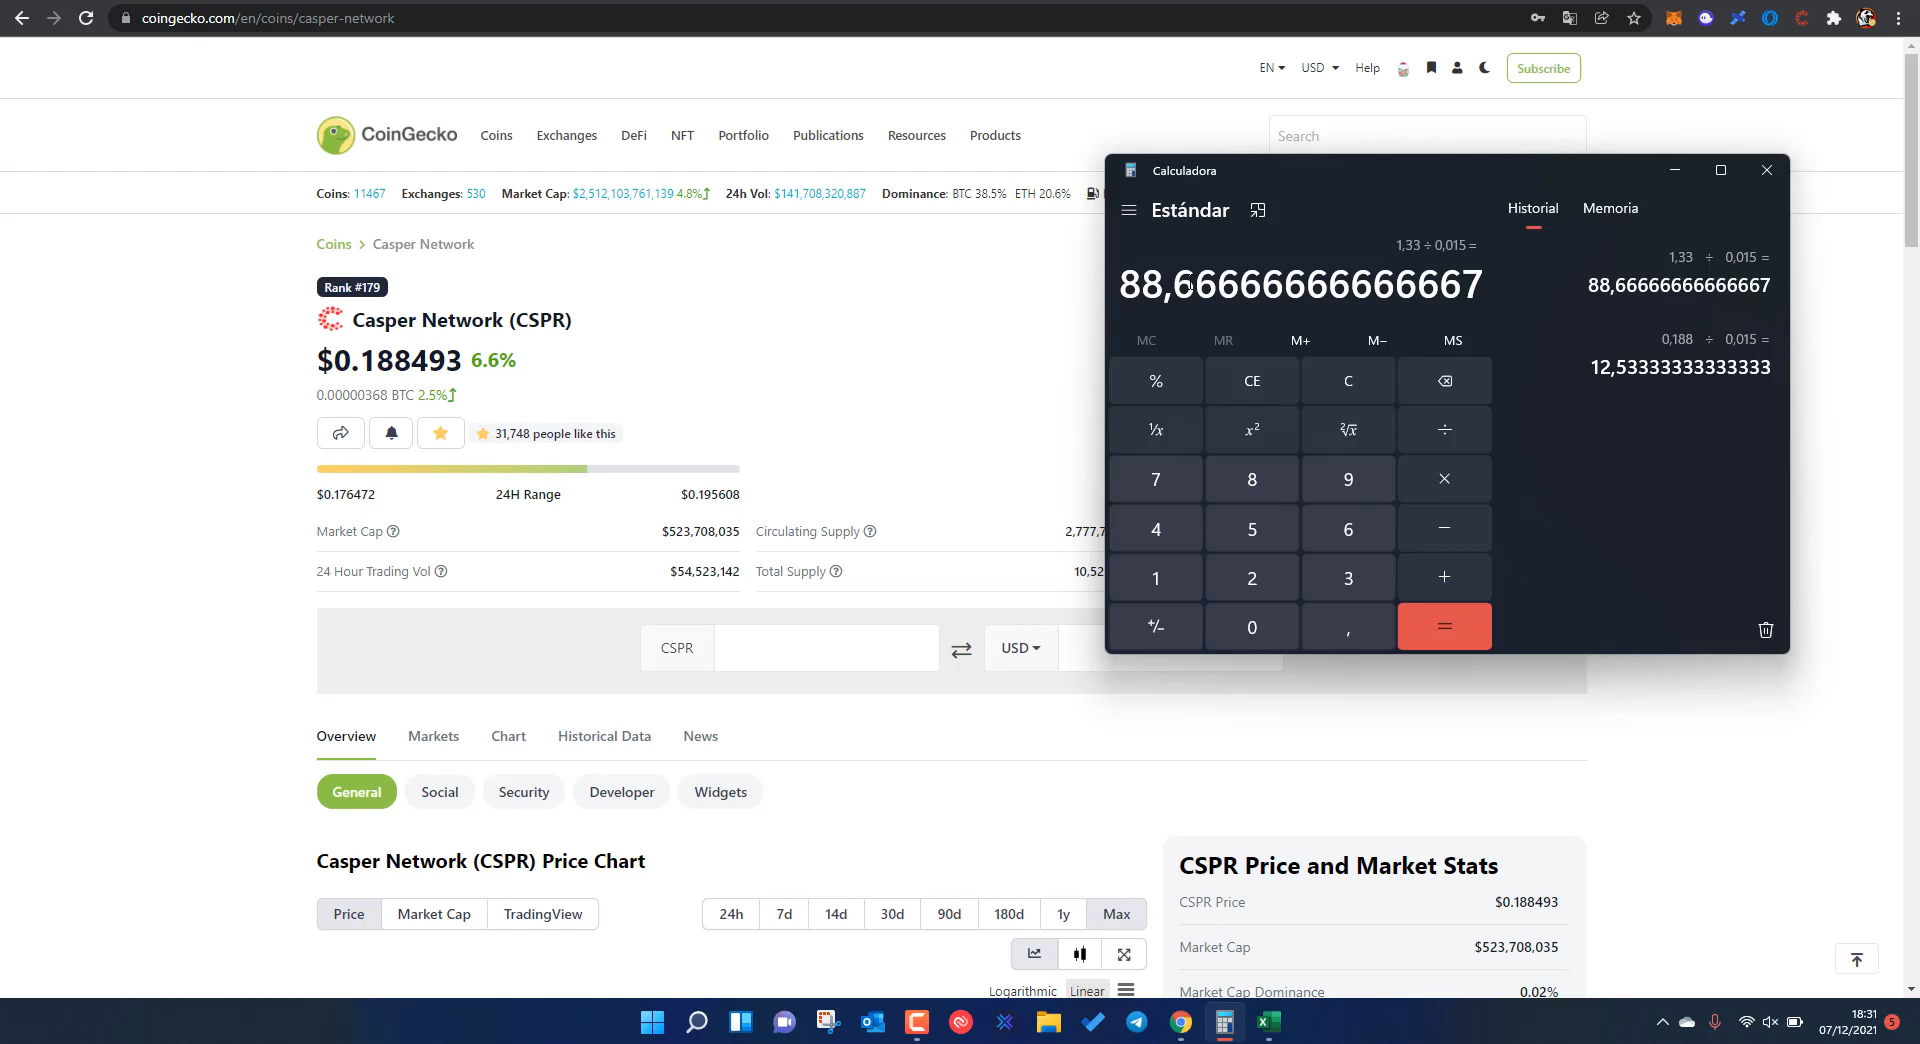 coingecko.com/en/coins/casper-network
EN USD Help Subscribe
CoinGecko Coins Exchanges DeFi NFT Portfolio Publications Resources Products Search
Coins: 11467 Exchanges: 530 Market Cap: $2,512,103,761,139 4.8% 24h Vol: $141,708,320,887 Dominance: BTC 38.5% ETH 20.6%
Coins > Casper Network
Rank #179
Casper Network (CSPR)
$0.188493 6.6%
0.00000368 BTC 2.5%
31,748 people like this
$0.176472 24H Range $0.195608
Market Cap ? $523,708,035 Circulating Supply ? 2,777,7
24 Hour Trading Vol ? $54,523,142 Total Supply ? 10,52
CSPR USD
Overview Markets Chart Historical Data News
General Social Security Developer Widgets
Casper Network (CSPR) Price Chart
Price Market Cap TradingView 24h 7d 14d 30d 90d 180d 1y Max
Logarithmic Linear
CSPR Price and Market Stats
CSPR Price $0.188493
Market Cap $523,708,035
Market Cap Dominance 0.02%
Calculadora
Estándar Historial Memoria
1,33 ÷ 0,015 =
88,66666666666667
MC MR M+ M− MS
% CE C
¹/x x² ²√x ÷
7 8 9 ×
4 5 6 −
1 2 3 +
+/− 0 , =
1,33 ÷ 0,015 =
88,66666666666667
0,188 ÷ 0,015 =
12,53333333333333
18:31
07/12/2021 5